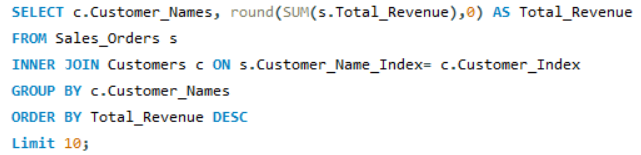 SELECT c.Customer_Names, round(SUM(s.Total_Revenue),0) AS Total_Revenue
FROM Sales_Orders s
INNER JOIN Customers c ON s.Customer_Name_Index= c.Customer_Index
GROUP BY c.Customer_Names
ORDER BY Total_Revenue DESC
Limit 10;